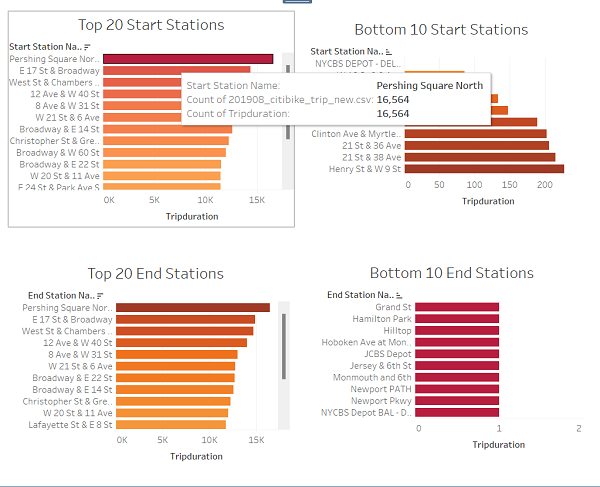 Top 20 Start Stations
Start Station Na..
Pershing Square Nor..
E 17 St & Broadway
West St & Chambers ..
12 Ave & W 40 St
8 Ave & W 31 St
W 21 St & 6 Ave
Broadway & E 14 St
Christopher St & Gre..
Broadway & W 60 St
Broadway & E 22 St
W 20 St & 11 Ave
E 24 St & Park Ave S
0K 5K 10K 15K
Tripduration
Start Station Name: Pershing Square North
Count of 201908_citibike_trip_new.csv: 16,564
Count of Tripduration: 16,564
Bottom 10 Start Stations
Start Station Na..
NYCBS DEPOT - DEL..
Clinton Ave & Myrtle..
21 St & 36 Ave
21 St & 38 Ave
Henry St & W 9 St
0 50 100 150 200
Tripduration
Top 20 End Stations
End Station Na..
Pershing Square Nor..
E 17 St & Broadway
West St & Chambers ..
12 Ave & W 40 St
8 Ave & W 31 St
W 21 St & 6 Ave
Broadway & E 22 St
Broadway & E 14 St
Christopher St & Gre..
W 20 St & 11 Ave
Lafayette St & E 8 St
0K 5K 10K 15K
Tripduration
Bottom 10 End Stations
End Station Na..
Grand St
Hamilton Park
Hilltop
Hoboken Ave at Mon..
JCBS Depot
Jersey & 6th St
Monmouth and 6th
Newport PATH
Newport Pkwy
NYCBS Depot BAL - D..
0 1 2
Tripduration